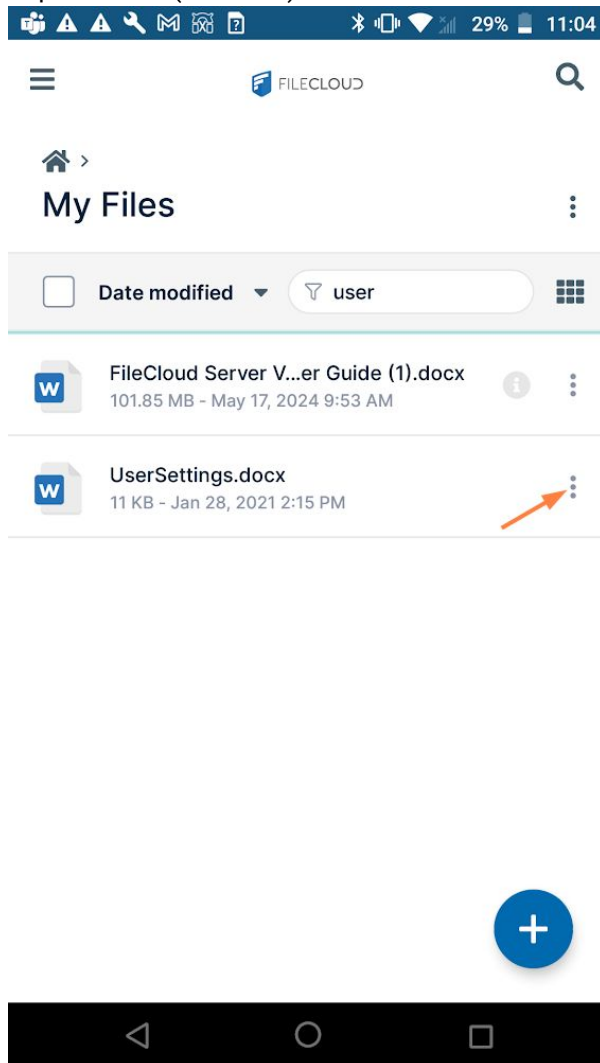 29% 11:04
FILECLOUD
My Files
Date modified user
FileCloud Server V...er Guide (1).docx
101.85 MB - May 17, 2024 9:53 AM
UserSettings.docx
11 KB - Jan 28, 2021 2:15 PM